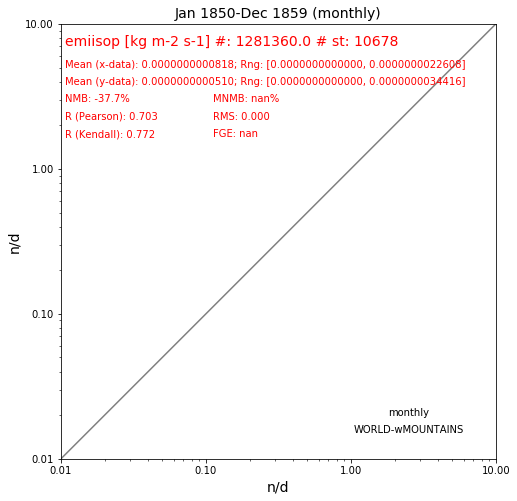 Jan 1850-Dec 1859 (monthly)
10.00
emiisop [kg m-2 s-1] #: 1281360.0 # st: 10678
Mean (x-data): 0.0000000000818; Rng: [0.0000000000000, 0.0000000022608]
Mean (y-data): 0.0000000000510; Rng: [0.0000000000000, 0.0000000034416]
NMB: -37.7% MNMB: nan%
R (Pearson): 0.703 RMS: 0.000
R (Kendall): 0.772 FGE: nan
1.00
n/d
0.10
monthly
WORLD-wMOUNTAINS
0.01
0.01 0.10 1.00 10.00
n/d